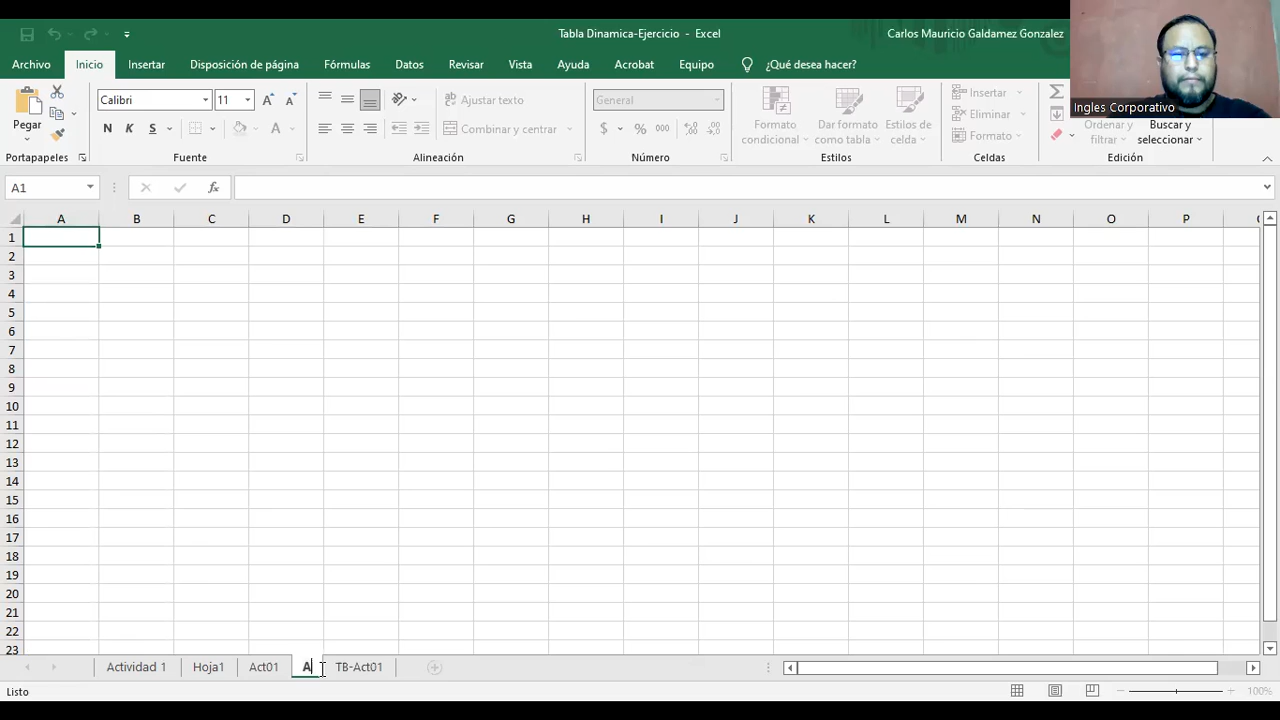 Tabla Dinamica-Ejercicio - Excel
Carlos Mauricio Galdamez Gonzalez
Archivo Inicio Insertar Disposición de página Fórmulas Datos Revisar Vista Ayuda Acrobat Equipo ¿Qué desea hacer?
Ingles Corporativo
Pegar
Calibri 11
N K S A
Ajustar texto
Combinar y centrar
General
$ % 000
Formato condicional
Dar formato como tabla
Estilos de celda
Insertar
Eliminar
Formato
Ordenar y filtrar
Buscar y seleccionar
Portapapeles Fuente Alineación Número Estilos Celdas Edición
A1 fx
A B C D E F G H I J K L M N O P
1
2
3
4
5
6
7
8
9
10
11
12
13
14
15
16
17
18
19
20
21
22
23
Actividad 1 Hoja1 Act01 A TB-Act01
Listo 100%